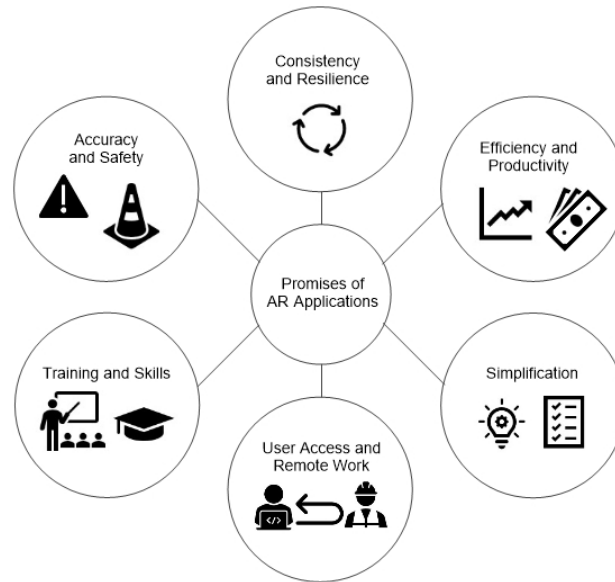 Consistency
and Resilience
Accuracy
and Safety
Efficiency and
Productivity
Promises of
AR Applications
Training and Skills
Simplification
User Access and
Remote Work
</>